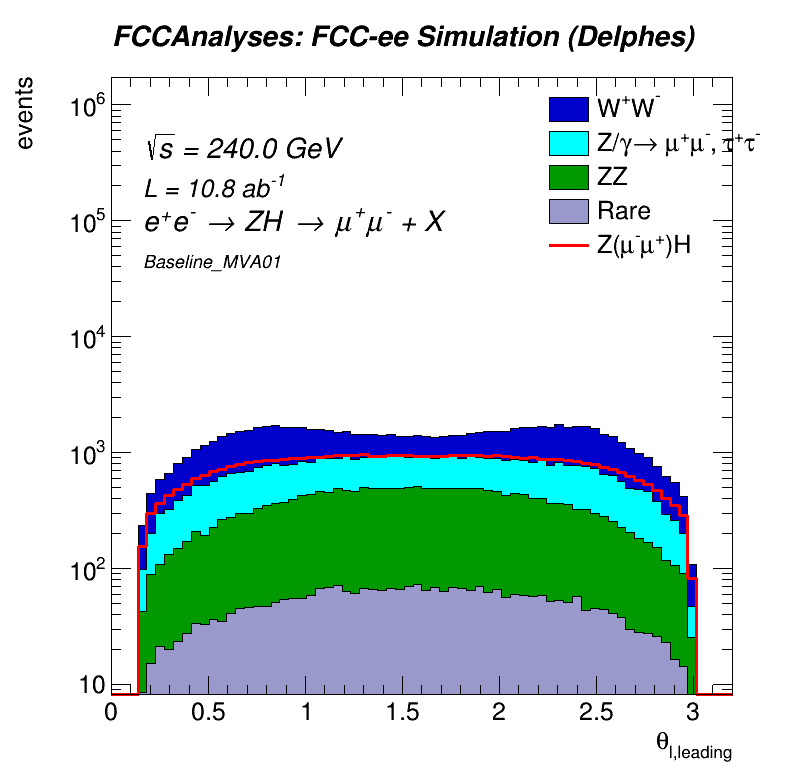 FCCAnalyses: FCC-ee Simulation (Delphes)
events
10⁶
10⁵
10⁴
10³
10²
10
√s = 240.0 GeV
L = 10.8 ab⁻¹
e⁺e⁻ → ZH → μ⁺μ⁻ + X
Baseline_MVA01
W⁺W⁻
Z/γ→ μ⁺μ⁻, τ⁺τ⁻
ZZ
Rare
Z(μ⁻μ⁺)H
0 0.5 1 1.5 2 2.5 3
θ_l,leading